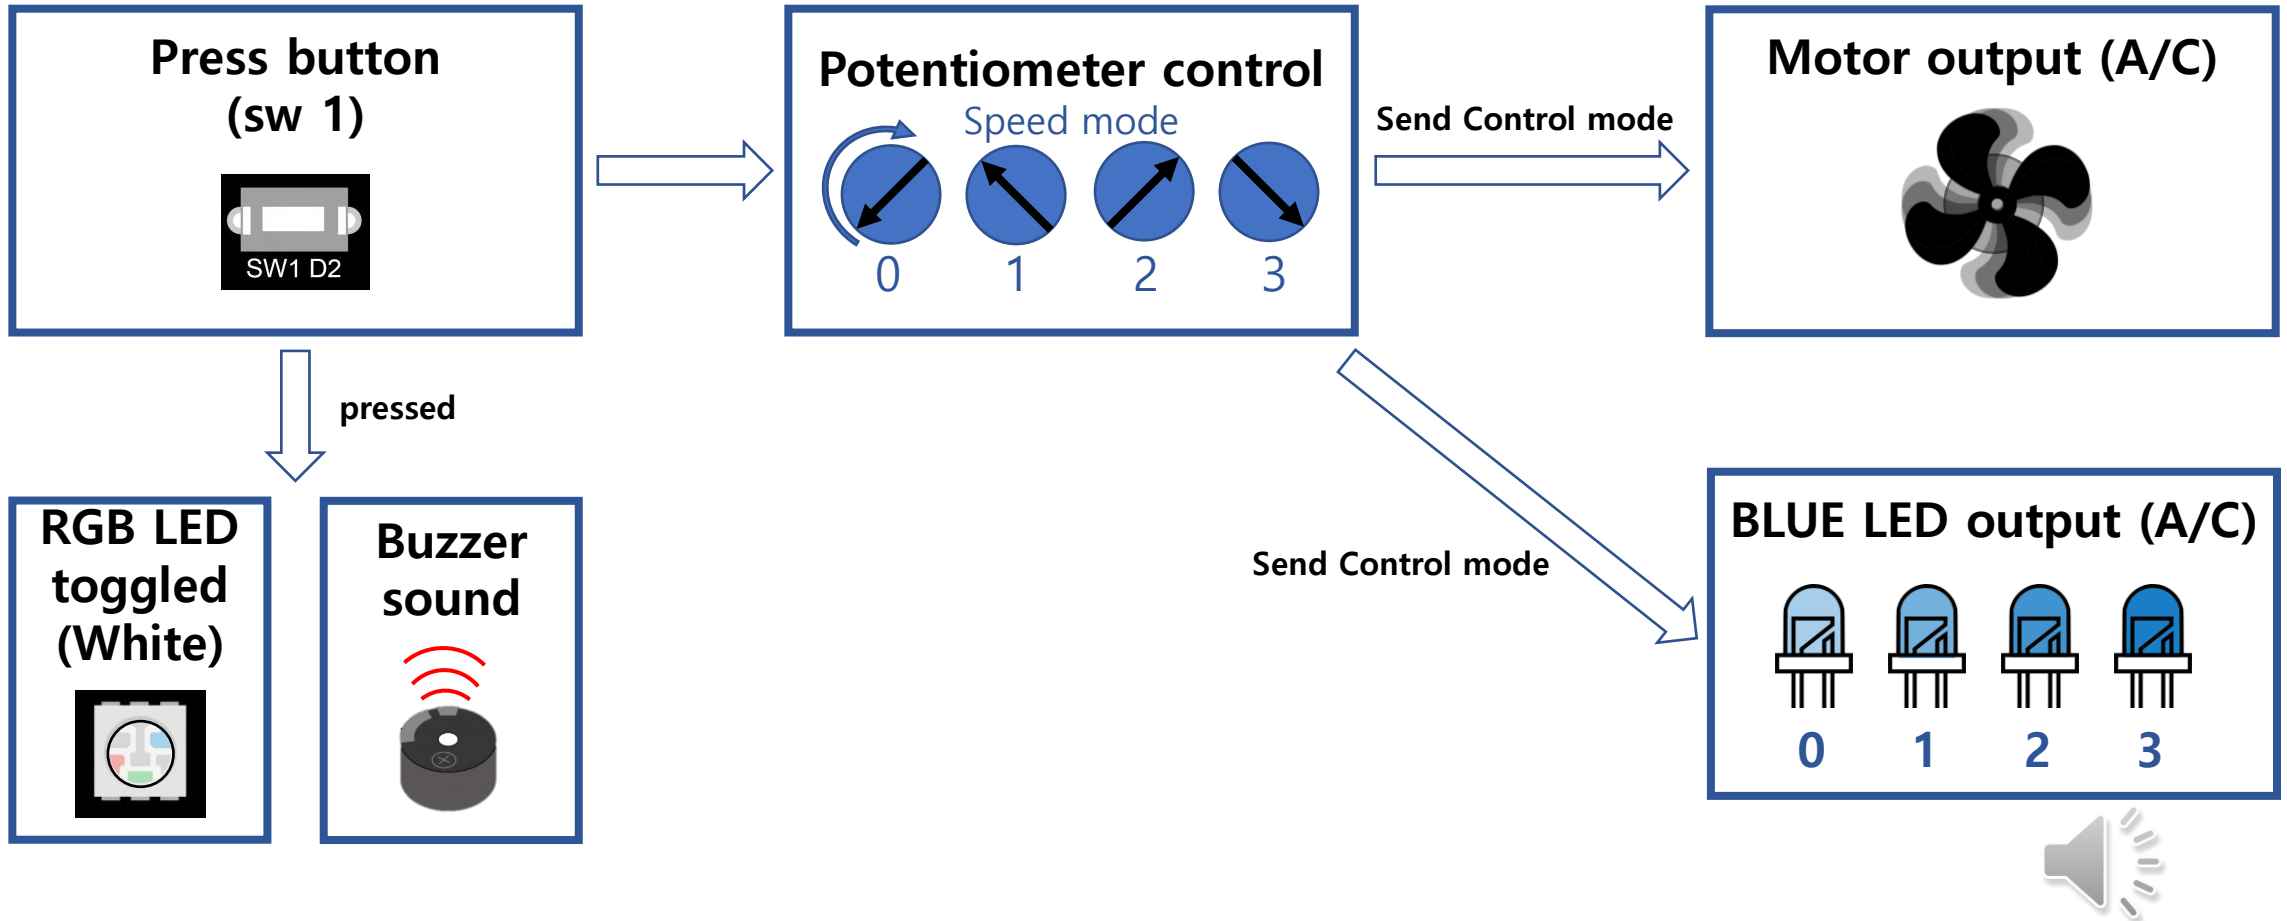 Press button
(sw 1)
SW1 D2
Potentiometer control
Speed mode
0 1 2 3
Send Control mode
Motor output (A/C)
pressed
RGB LED
toggled
(White)
Buzzer
sound
Send Control mode
BLUE LED output (A/C)
0 1 2 3